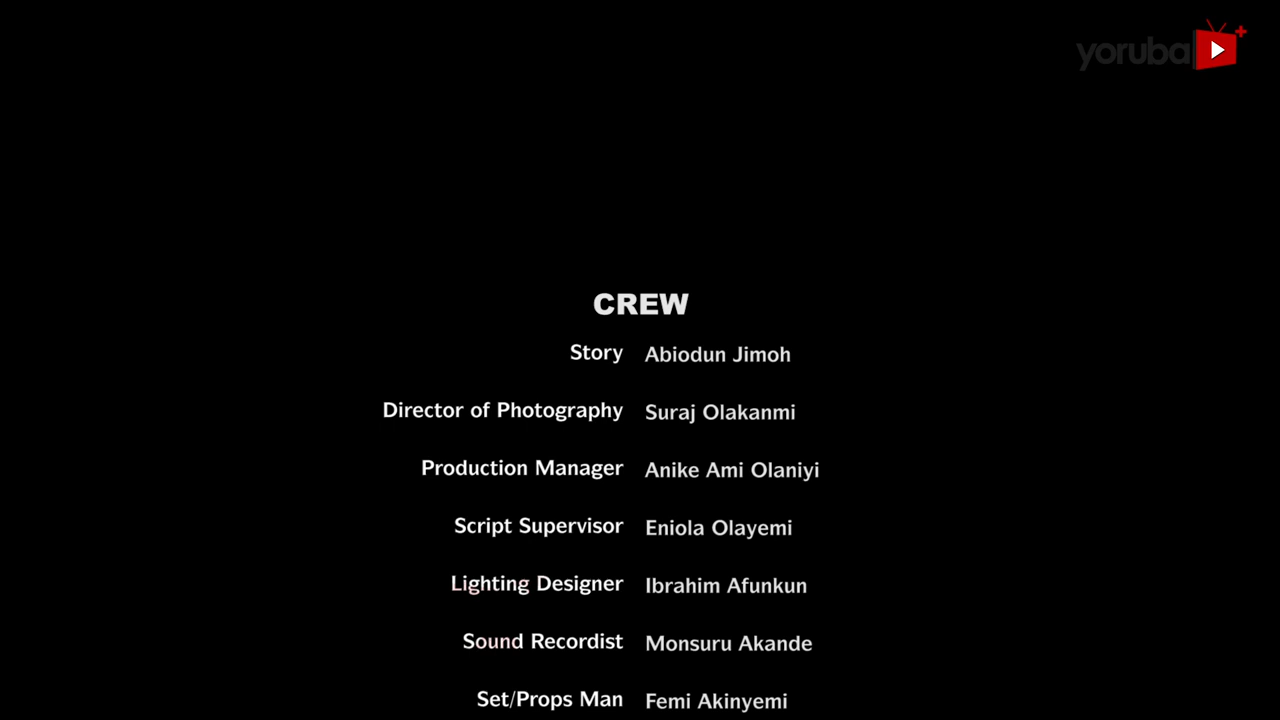 yoruba
CREW
Story Abiodun Jimoh
Director of Photography Suraj Olakanmi
Production Manager Anike Ami Olaniyi
Script Supervisor Eniola Olayemi
Lighting Designer Ibrahim Afunkun
Sound Recordist Monsuru Akande
Set/Props Man Femi Akinyemi